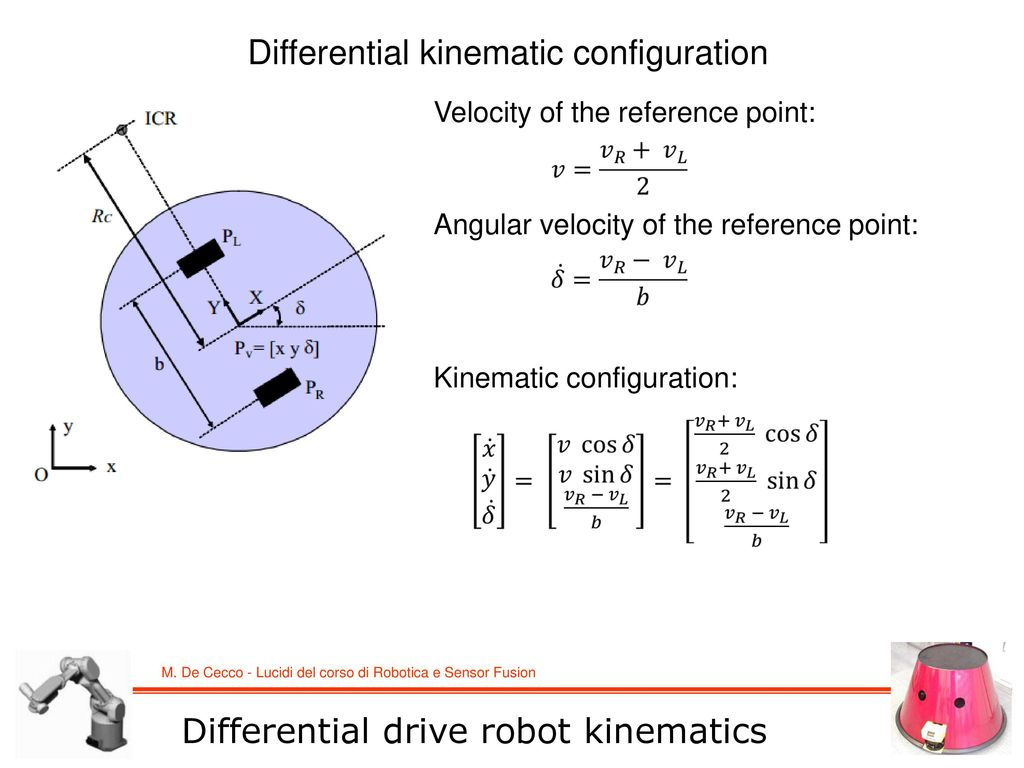 Differential kinematic configuration
ICR
Rc
P_L
Y X δ
P_v= [x y δ]
b
P_R
y
O x
Velocity of the reference point:
v = (v_R + v_L) / 2
Angular velocity of the reference point:
δ̇ = (v_R − v_L) / b
Kinematic configuration:
[ẋ; ẏ; δ̇] = [v cos δ; v sin δ; (v_R − v_L) / b] = [(v_R + v_L) / 2 cos δ; (v_R + v_L) / 2 sin δ; (v_R − v_L) / b]
M. De Cecco - Lucidi del corso di Robotica e Sensor Fusion
Differential drive robot kinematics